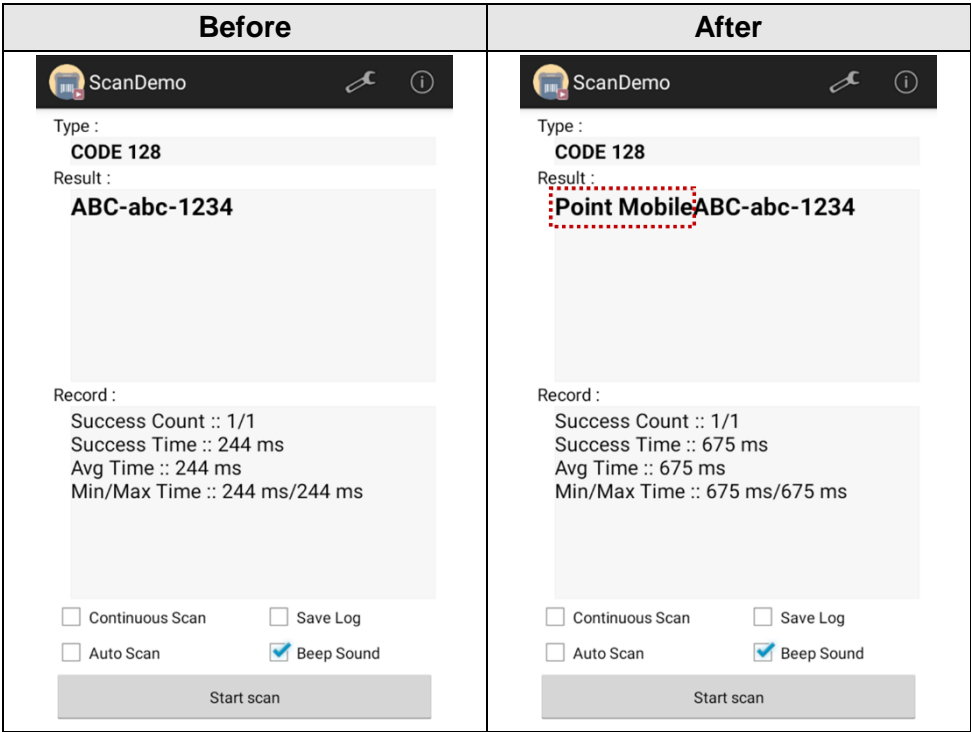 Before
ScanDemo
Type :
CODE 128
Result :
ABC-abc-1234
Record :
Success Count :: 1/1
Success Time :: 244 ms
Avg Time :: 244 ms
Min/Max Time :: 244 ms/244 ms
Continuous Scan
Save Log
Auto Scan
Beep Sound
Start scan
After
ScanDemo
Type :
CODE 128
Result :
Point MobileABC-abc-1234
Record :
Success Count :: 1/1
Success Time :: 675 ms
Avg Time :: 675 ms
Min/Max Time :: 675 ms/675 ms
Continuous Scan
Save Log
Auto Scan
Beep Sound
Start scan